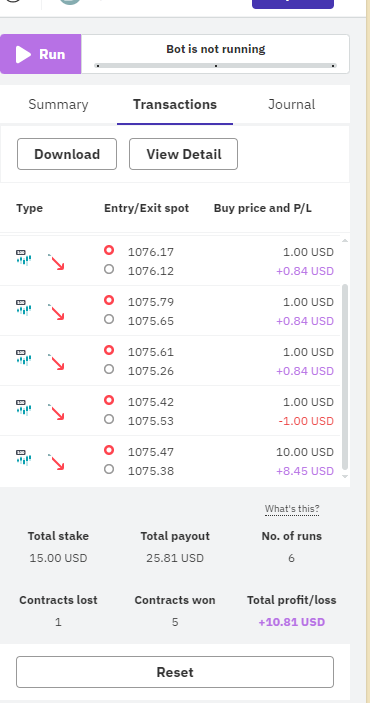 Run
Bot is not running
Summary Transactions Journal
Download View Detail
Type Entry/Exit spot Buy price and P/L
1076.17 1.00 USD
1076.12 +0.84 USD
1075.79 1.00 USD
1075.65 +0.84 USD
1075.61 1.00 USD
1075.26 +0.84 USD
1075.42 1.00 USD
1075.53 -1.00 USD
1075.47 10.00 USD
1075.38 +8.45 USD
What's this?
Total stake Total payout No. of runs
15.00 USD 25.81 USD 6
Contracts lost Contracts won Total profit/loss
1 5 +10.81 USD
Reset